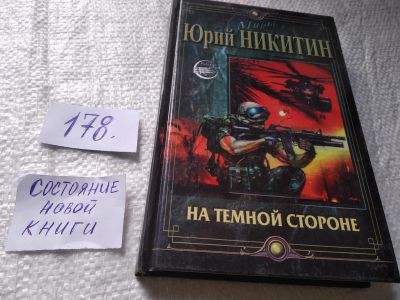 Юрий НИКИТИН
НА ТЕМНОЙ СТОРОНЕ
178.
СОСТОЯНИЕ
НОВОЙ
КНИГИ